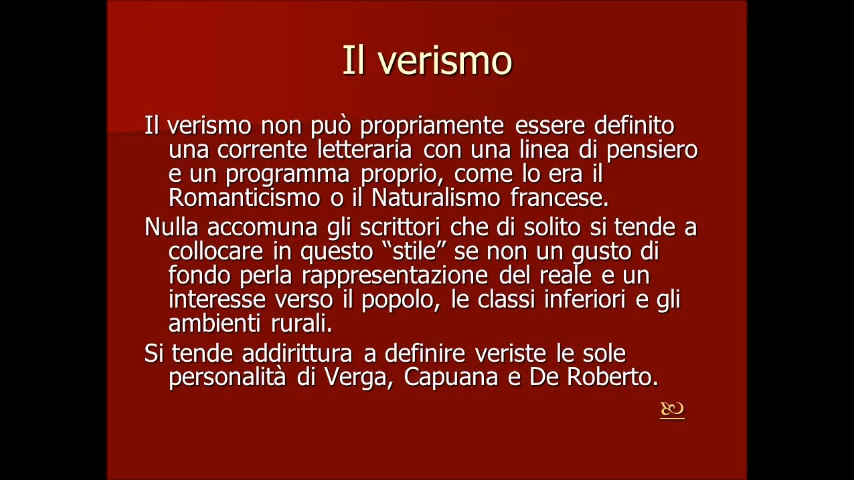 Il verismo
Il verismo non può propriamente essere definito
una corrente letteraria con una linea di pensiero
e un programma proprio, come lo era il
Romanticismo o il Naturalismo francese.
Nulla accomuna gli scrittori che di solito si tende a
collocare in questo “stile” se non un gusto di
fondo perla rappresentazione del reale e un
interesse verso il popolo, le classi inferiori e gli
ambienti rurali.
Si tende addirittura a definire veriste le sole
personalità di Verga, Capuana e De Roberto.